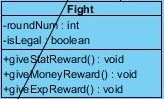 Fight
-roundNum : int
-isLegal : boolean
+giveStatReward() : void
+giveMoneyReward() : void
+giveExpReward() : void